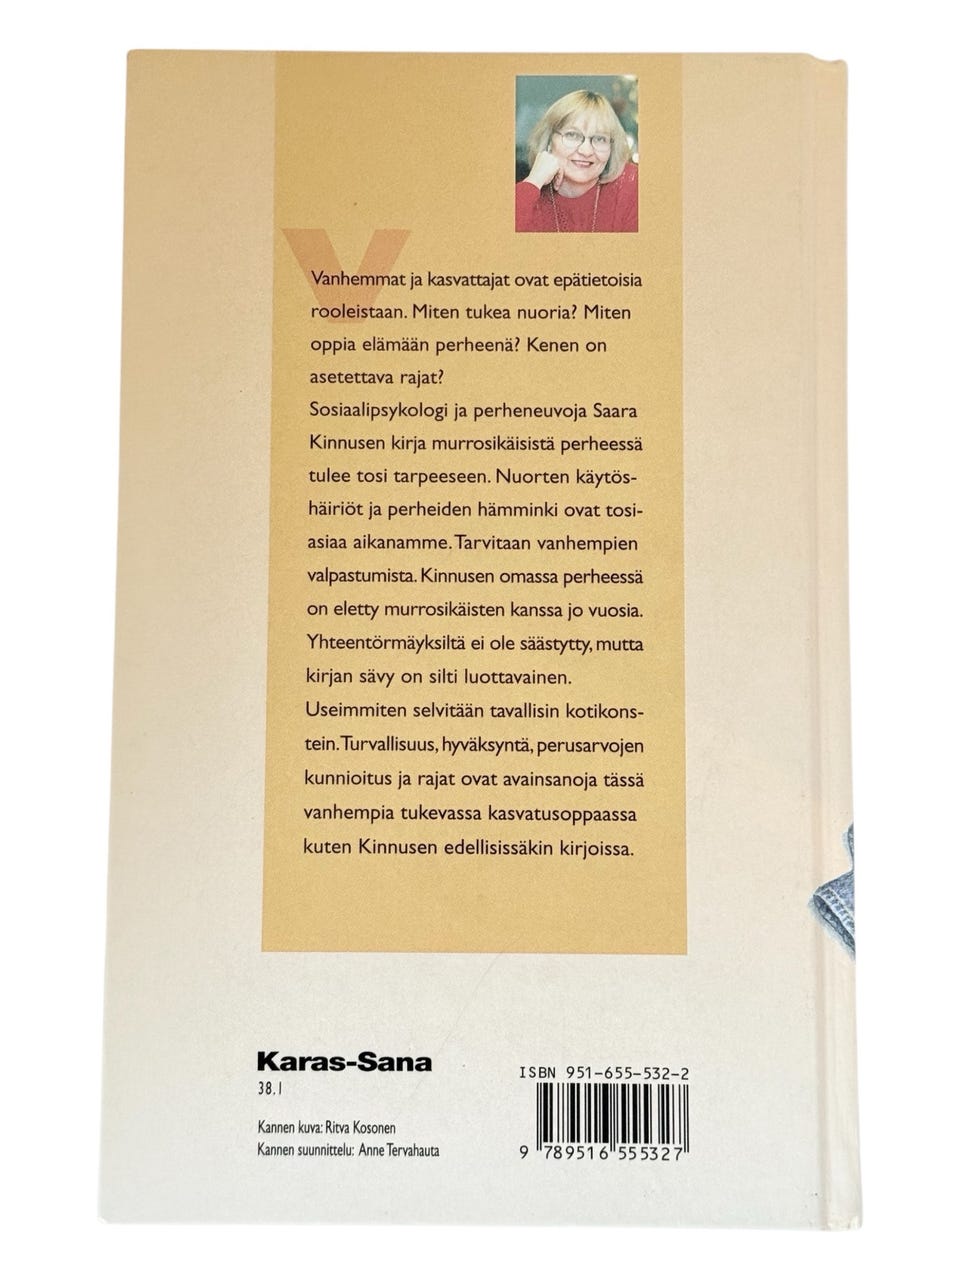 V
Vanhemmat ja kasvattajat ovat epätietoisia
rooleistaan. Miten tukea nuoria? Miten
oppia elämään perheenä? Kenen on
asetettava rajat?
Sosiaalipsykologi ja perheneuvoja Saara
Kinnusen kirja murrosikäisistä perheessä
tulee tosi tarpeeseen. Nuorten käytös-
häiriöt ja perheiden hämminki ovat tosi-
asiaa aikanamme. Tarvitaan vanhempien
valpastumista. Kinnusen omassa perheessä
on eletty murrosikäisten kanssa jo vuosia.
Yhteentörmäyksiltä ei ole säästytty, mutta
kirjan sävy on silti luottavainen.
Useimmiten selvitään tavallisin kotikons-
tein. Turvallisuus, hyväksyntä, perusarvojen
kunnioitus ja rajat ovat avainsanoja tässä
vanhempia tukevassa kasvatusoppaassa
kuten Kinnusen edellisissäkin kirjoissa.
Karas-Sana
38.1
Kannen kuva: Ritva Kosonen
Kannen suunnittelu: Anne Tervahauta
ISBN 951-655-532-2
9 789516 555327